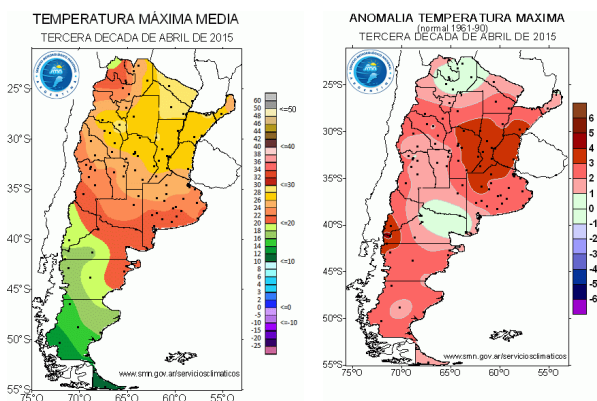 TEMPERATURA MÁXIMA MEDIA
TERCERA DECADA DE ABRIL DE 2015
25°S
30°S
35°S
40°S
45°S
50°S
55°S
75°O
70°O
65°O
60°O
55°O
60
50
48
46
44
42
40
38
36
34
32
30
28
26
24
22
20
18
16
14
12
10
8
6
4
2
0
-5
-10
-15
-20
-25
<=50
<=40
<=30
<=20
<=10
<=0
<=-10
www.smn.gov.ar/serviciosclimaticos
ANOMALIA TEMPERATURA MAXIMA
(normal 1961-90)
TERCERA DECADA DE ABRIL DE 2015
25°S
30°S
35°S
40°S
45°S
50°S
55°S
75°O
70°O
65°O
60°O
55°O
6
5
4
3
2
1
0
-1
-2
-3
-4
-5
-6
www.smn.gov.ar/serviciosclimaticos